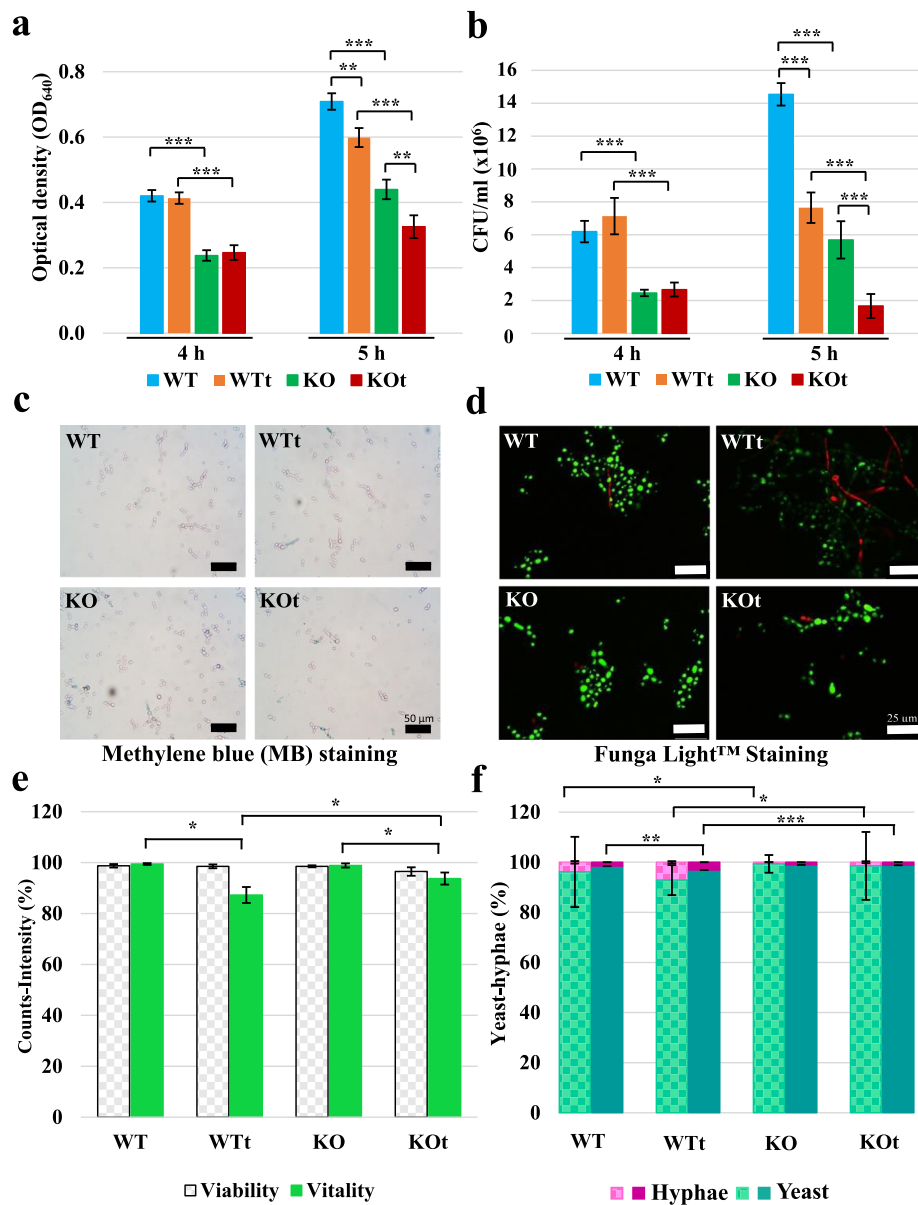 a
Optical density (OD640)
0.8
0.6
0.4
0.2
0.0
***
***
***
**
***
**
4 h
5 h
WT WTt KO KOt
b
CFU/ml (x10⁶)
16
14
12
10
8
6
4
2
0
***
***
***
***
***
***
4 h
5 h
WT WTt KO KOt
c
WT
WTt
KO
KOt
50 μm
Methylene blue (MB) staining
d
WT
WTt
KO
KOt
25 μm
Funga Light™ Staining
e
Counts-Intensity (%)
120
100
80
60
40
20
0
*
*
*
WT WTt KO KOt
Viability Vitality
f
Yeast-hyphae (%)
120
100
80
60
40
20
0
*
*
***
**
WT WTt KO KOt
Hyphae Yeast